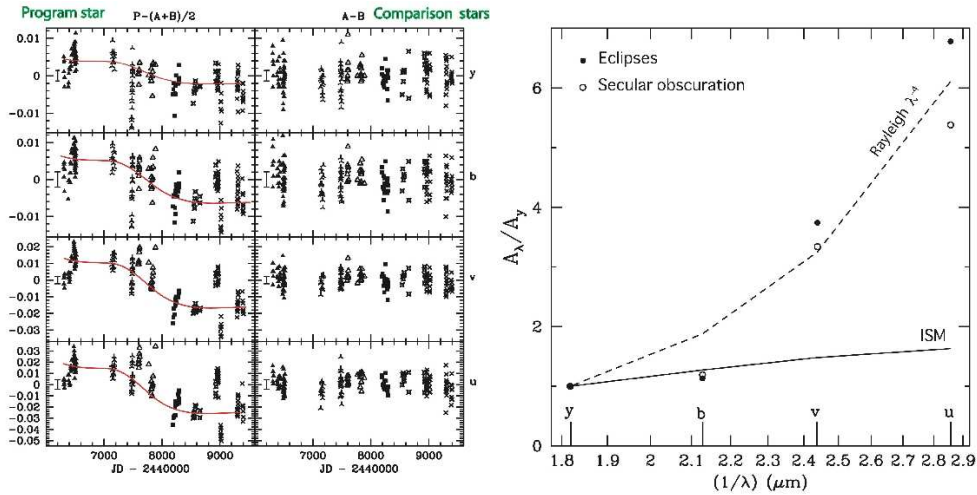 Program star
P-(A+B)/2
A-B
Comparison stars
0.01
0
-0.01
y
0.01
0
-0.01
b
0.02
0.01
0
-0.01
-0.02
-0.03
v
0.03
0.02
0.01
0
-0.01
-0.02
-0.03
-0.04
-0.05
u
7000 8000 9000
7000 8000 9000
JD - 2440000
JD - 2440000
Eclipses
Secular obscuration
Rayleigh λ⁻⁴
ISM
y b v u
0
2
4
6
Aλ/Ay
1.8 1.9 2 2.1 2.2 2.3 2.4 2.5 2.6 2.7 2.8 2.9
(1/λ) (μm)